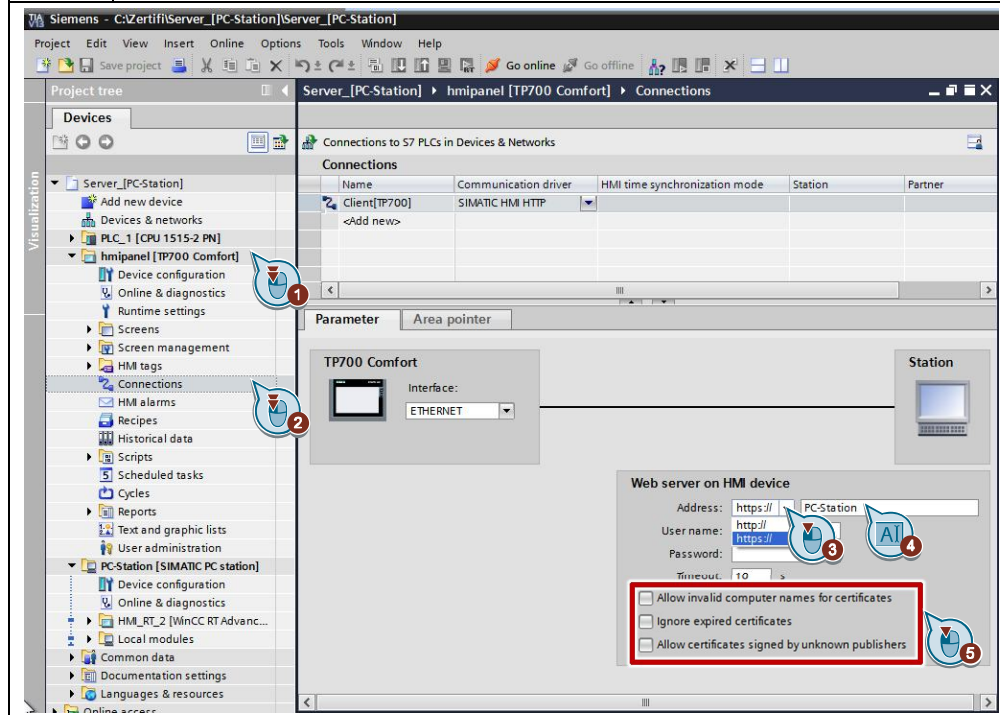 Siemens - C:\Zertifi\Server_[PC-Station]\Server_[PC-Station]
Project Edit View Insert Online Options Tools Window Help
Save project Go online Go offline
Project tree
Server_[PC-Station] hmipanel [TP700 Comfort] Connections
Devices
Visualization
Server_[PC-Station]
Add new device
Devices & networks
PLC_1 [CPU 1515-2 PN]
hmipanel [TP700 Comfort]
Device configuration
Online & diagnostics
Runtime settings
Screens
Screen management
HMI tags
Connections
HMI alarms
Recipes
Historical data
Scripts
Scheduled tasks
Cycles
Reports
Text and graphic lists
User administration
PC-Station [SIMATIC PC station]
Device configuration
Online & diagnostics
HMI_RT_2 [WinCC RT Advanc...
Local modules
Common data
Documentation settings
Languages & resources
Online access
1
2
Connections to S7 PLCs in Devices & Networks
Connections
Name Communication driver HMI time synchronization mode Station Partner
Client[TP700] SIMATIC HMI HTTP
<Add new>
Parameter Area pointer
TP700 Comfort
Interface:
ETHERNET
Station
Web server on HMI device
Address: https:// PC-Station
http://
https://
User name:
Password:
Timeout: 10 s
3
AI
4
Allow invalid computer names for certificates
Ignore expired certificates
Allow certificates signed by unknown publishers
5